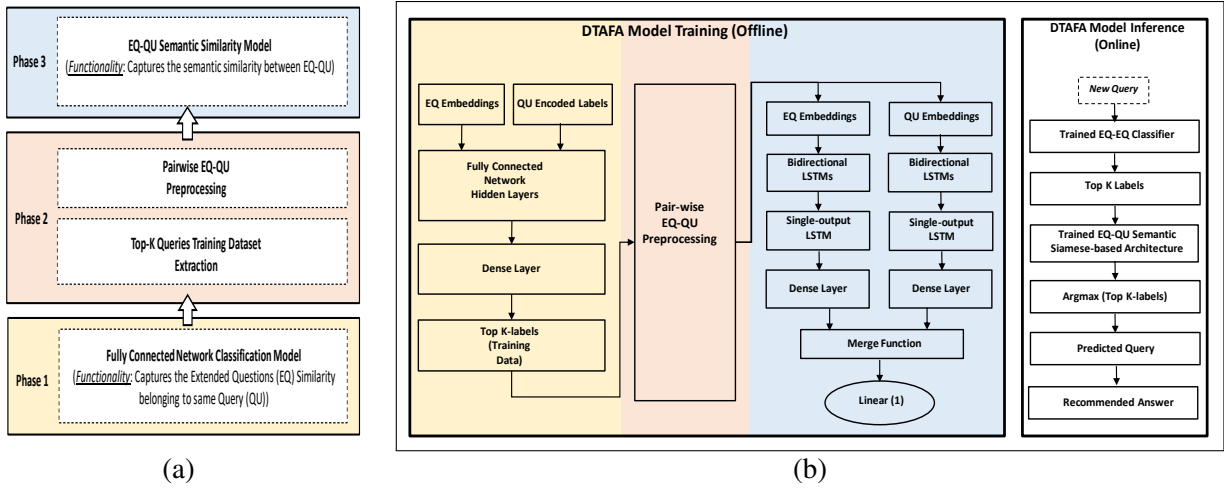 Phase 3
EQ-QU Semantic Similarity Model
(Functionality: Captures the semantic similarity between EQ-QU)
Phase 2
Pairwise EQ-QU
Preprocessing
Top-K Queries Training Dataset
Extraction
Phase 1
Fully Connected Network Classification Model
(Functionality: Captures the Extended Questions (EQ) Similarity
belonging to same Query (QU))
(a)
DTAFA Model Training (Offline)
EQ Embeddings
QU Encoded Labels
Fully Connected
Network
Hidden Layers
Dense Layer
Top K-labels
(Training
Data)
Pair-wise
EQ-QU
Preprocessing
EQ Embeddings
QU Embeddings
Bidirectional
LSTMs
Bidirectional
LSTMs
Single-output
LSTM
Single-output
LSTM
Dense Layer
Dense Layer
Merge Function
Linear (1)
DTAFA Model Inference
(Online)
New Query
Trained EQ-EQ Classifier
Top K Labels
Trained EQ-QU Semantic
Siamese-based Architecture
Argmax (Top K-labels)
Predicted Query
Recommended Answer
(b)